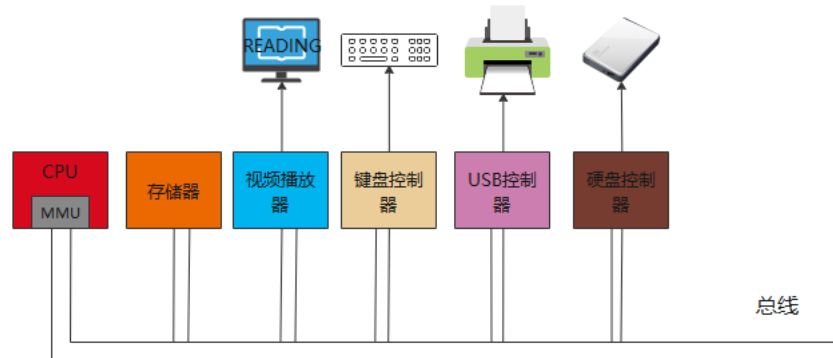 READING
CPU
MMU
存储器
视频播放
器
键盘控制
器
USB控制
器
硬盘控制
器
总线